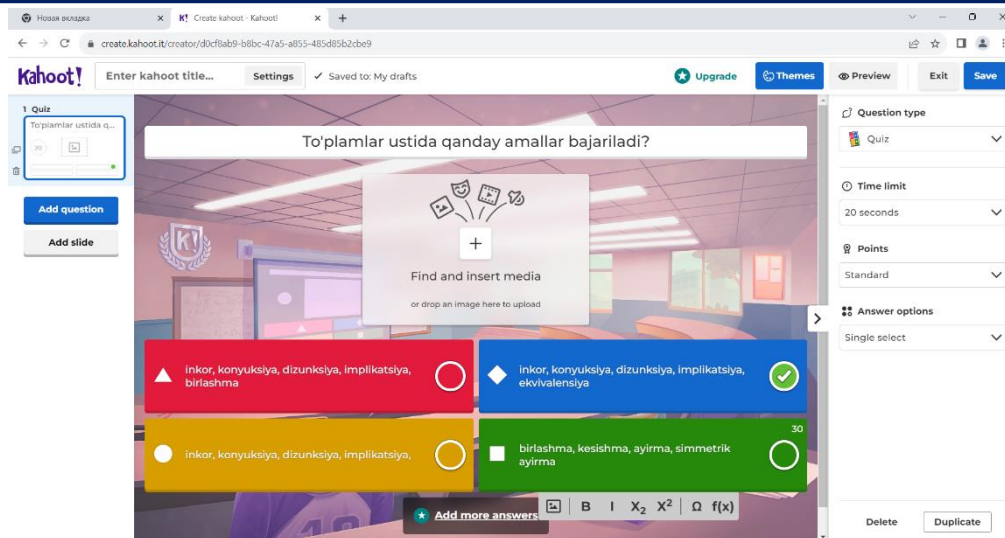 Новая вкладка
K! Create kahoot - Kahoot!
create.kahoot.it/creator/d0cf8ab9-b8bc-47a5-a855-485d85b2cbe9
Kahoot!
Enter kahoot title...
Settings
Saved to: My drafts
Upgrade
Themes
Preview
Exit
Save
1 Quiz
To'plamlar ustida q...
20
Add question
Add slide
To'plamlar ustida qanday amallar bajariladi?
K!
Find and insert media
or drop an image here to upload
inkor, konyuksiya, dizunksiya, implikatsiya,
birlashma
inkor, konyuksiya, dizunksiya, implikatsiya,
ekvivalensiya
inkor, konyuksiya, dizunksiya, implikatsiya,
30
birlashma, kesishma, ayirma, simmetrik
ayirma
Add more answers
B I X₂ X² Ω f(x)
Question type
Quiz
Time limit
20 seconds
Points
Standard
Answer options
Single select
Delete
Duplicate